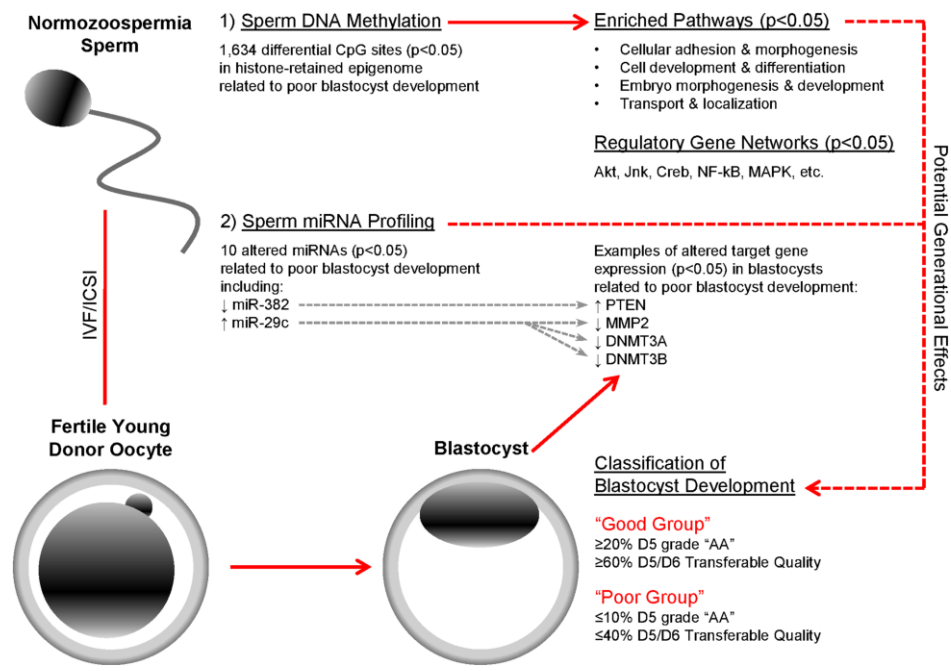 Normozoospermia
Sperm
1) Sperm DNA Methylation
1,634 differential CpG sites (p<0.05)
in histone-retained epigenome
related to poor blastocyst development
Enriched Pathways (p<0.05)
• Cellular adhesion & morphogenesis
• Cell development & differentiation
• Embryo morphogenesis & development
• Transport & localization
Regulatory Gene Networks (p<0.05)
Akt, Jnk, Creb, NF-kB, MAPK, etc.
2) Sperm miRNA Profiling
10 altered miRNAs (p<0.05)
related to poor blastocyst development
including:
↓ miR-382
↑ miR-29c
Examples of altered target gene
expression (p<0.05) in blastocysts
related to poor blastocyst development:
↑ PTEN
↓ MMP2
↓ DNMT3A
↓ DNMT3B
Potential Generational Effects
IVF/ICSI
Fertile Young
Donor Oocyte
Blastocyst
Classification of
Blastocyst Development
“Good Group”
≥20% D5 grade “AA”
≥60% D5/D6 Transferable Quality
“Poor Group”
≤10% D5 grade “AA”
≤40% D5/D6 Transferable Quality